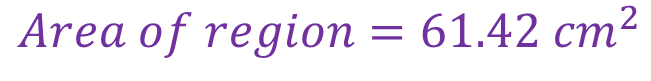 Area of region = 61.42 cm²